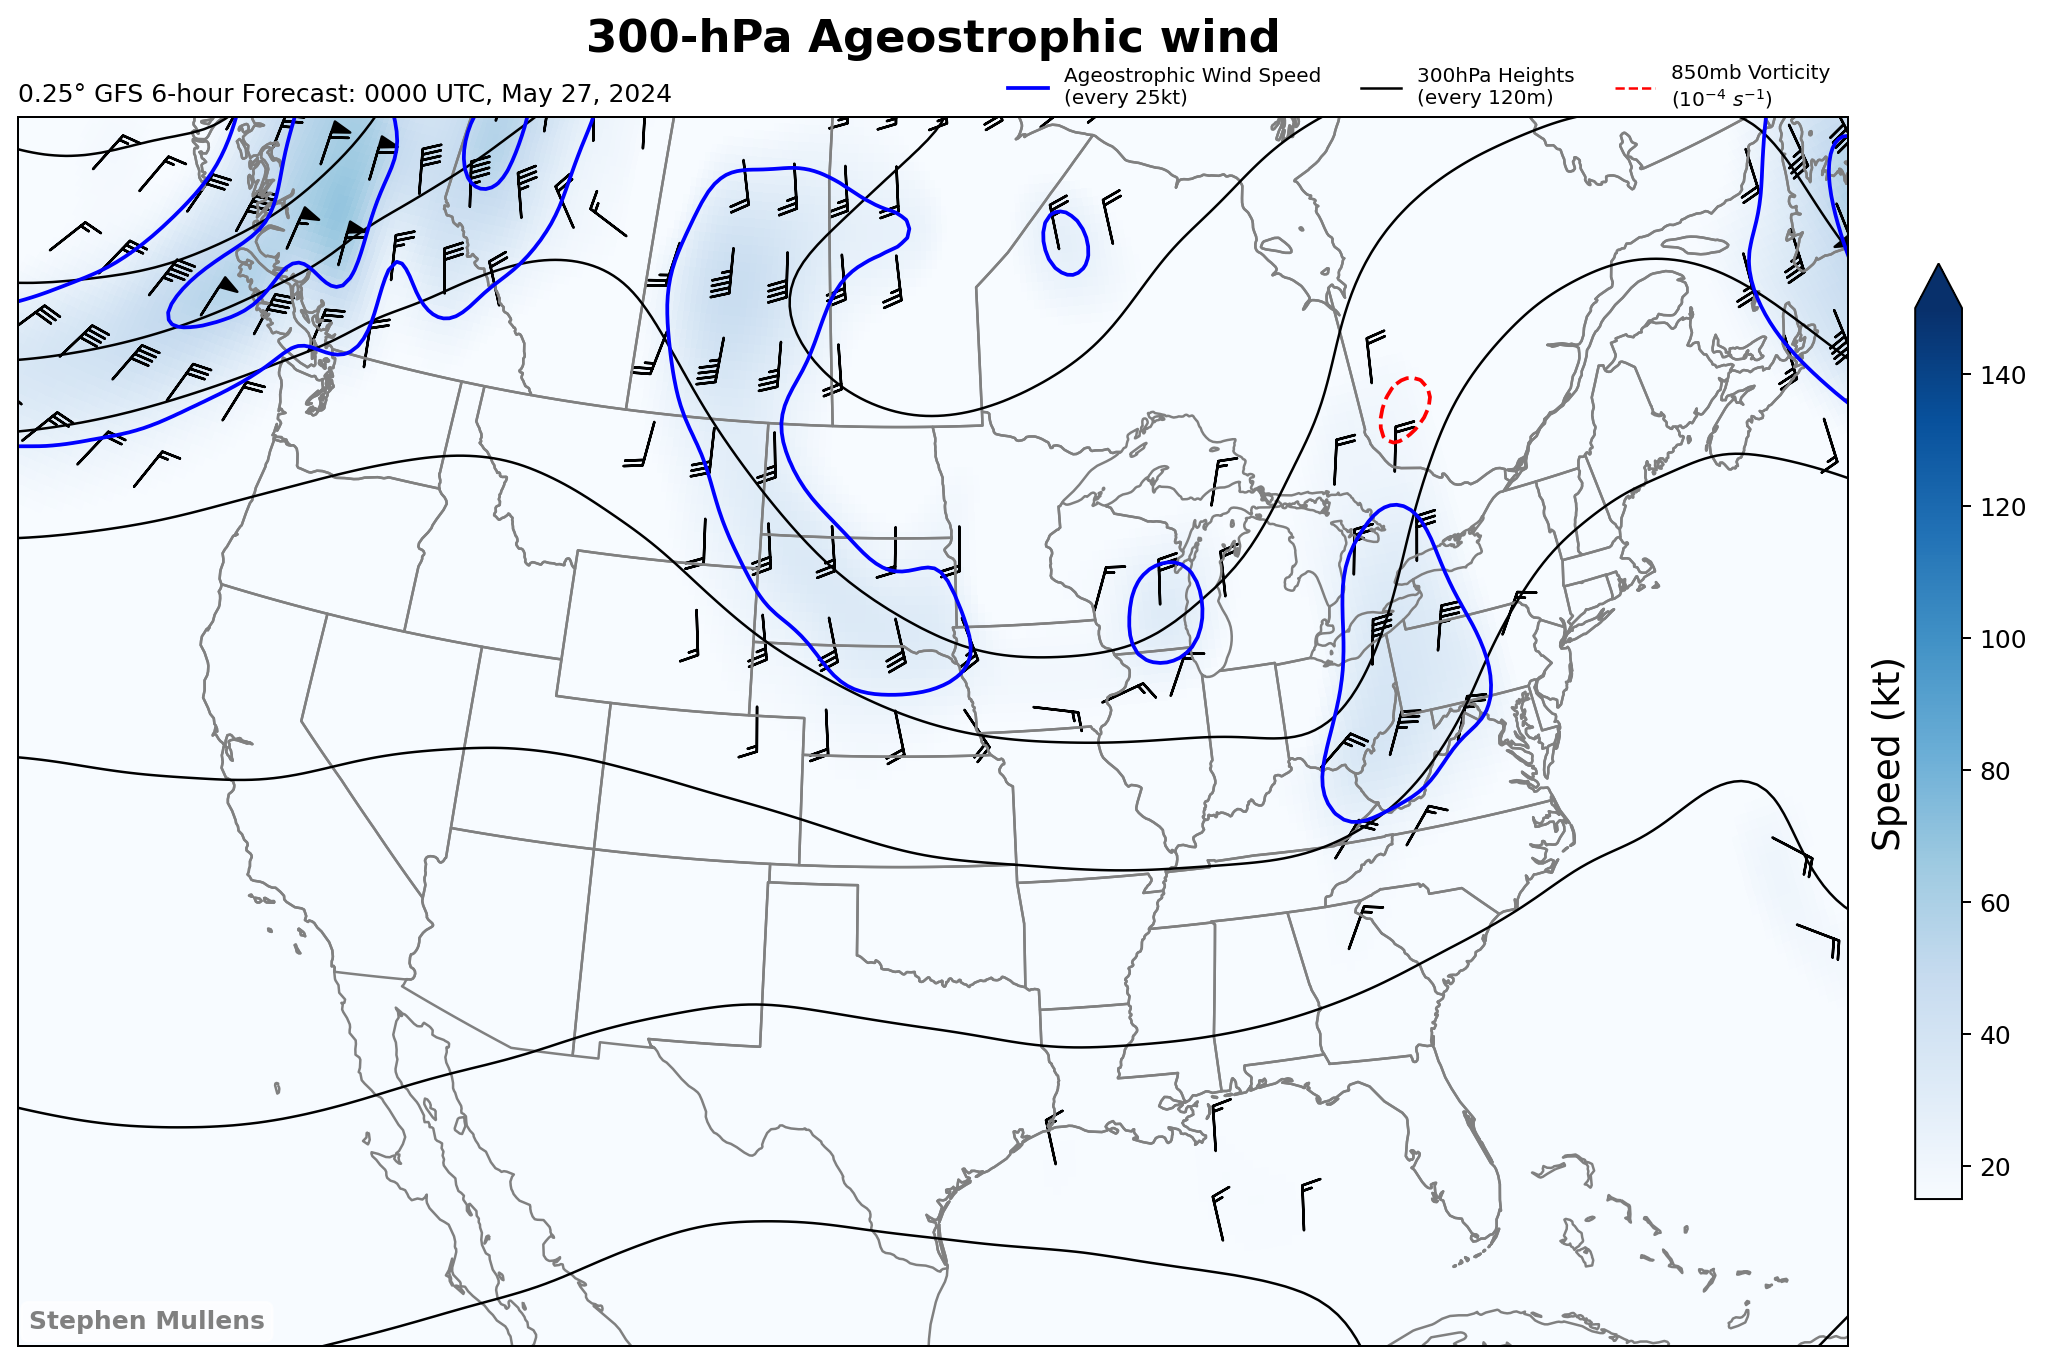 300-hPa Ageostrophic wind
0.25° GFS 6-hour Forecast: 0000 UTC, May 27, 2024
Ageostrophic Wind Speed
(every 25kt)
300hPa Heights
(every 120m)
850mb Vorticity
(10⁻⁴ s⁻¹)
140
120
100
80
60
40
20
Speed (kt)
Stephen Mullens